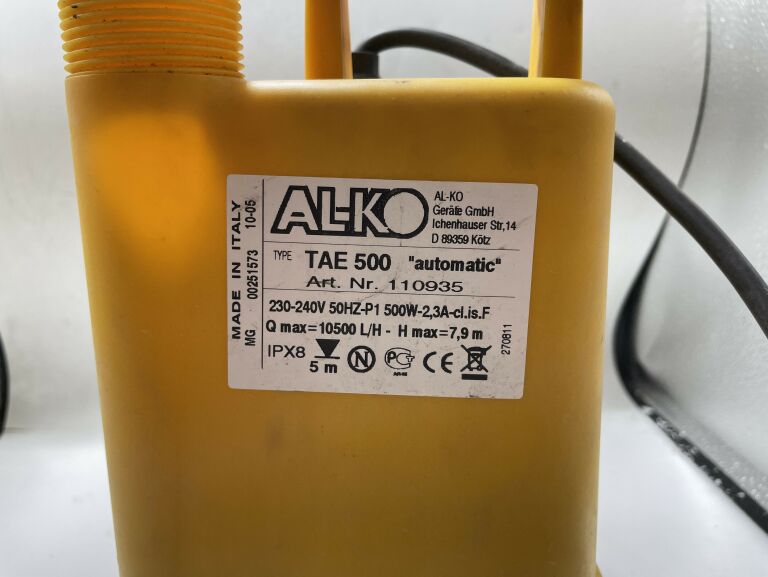 AL-KO
AL-KO
Geräte GmbH
Ichenhauser Str,14
D 89359 Kötz
TYPE TAE 500 "automatic"
Art. Nr. 110935
230-240V 50HZ-P1 500W-2,3A-cl.is.F
Q max=10500 L/H - H max=7,9 m
IPX8 5 m N CE
MADE IN ITALY
MG 00251573 10-05
270811